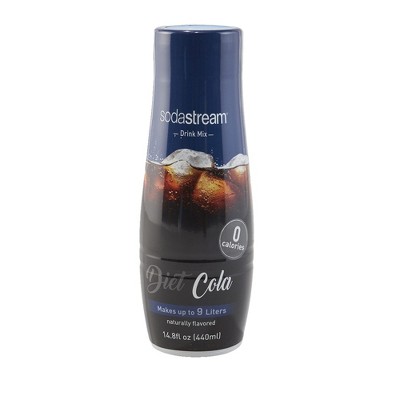 sodastream
Drink Mix
0
calories
Diet Cola
Makes up to 9 Liters
naturally flavored
14.8fl oz (440ml)